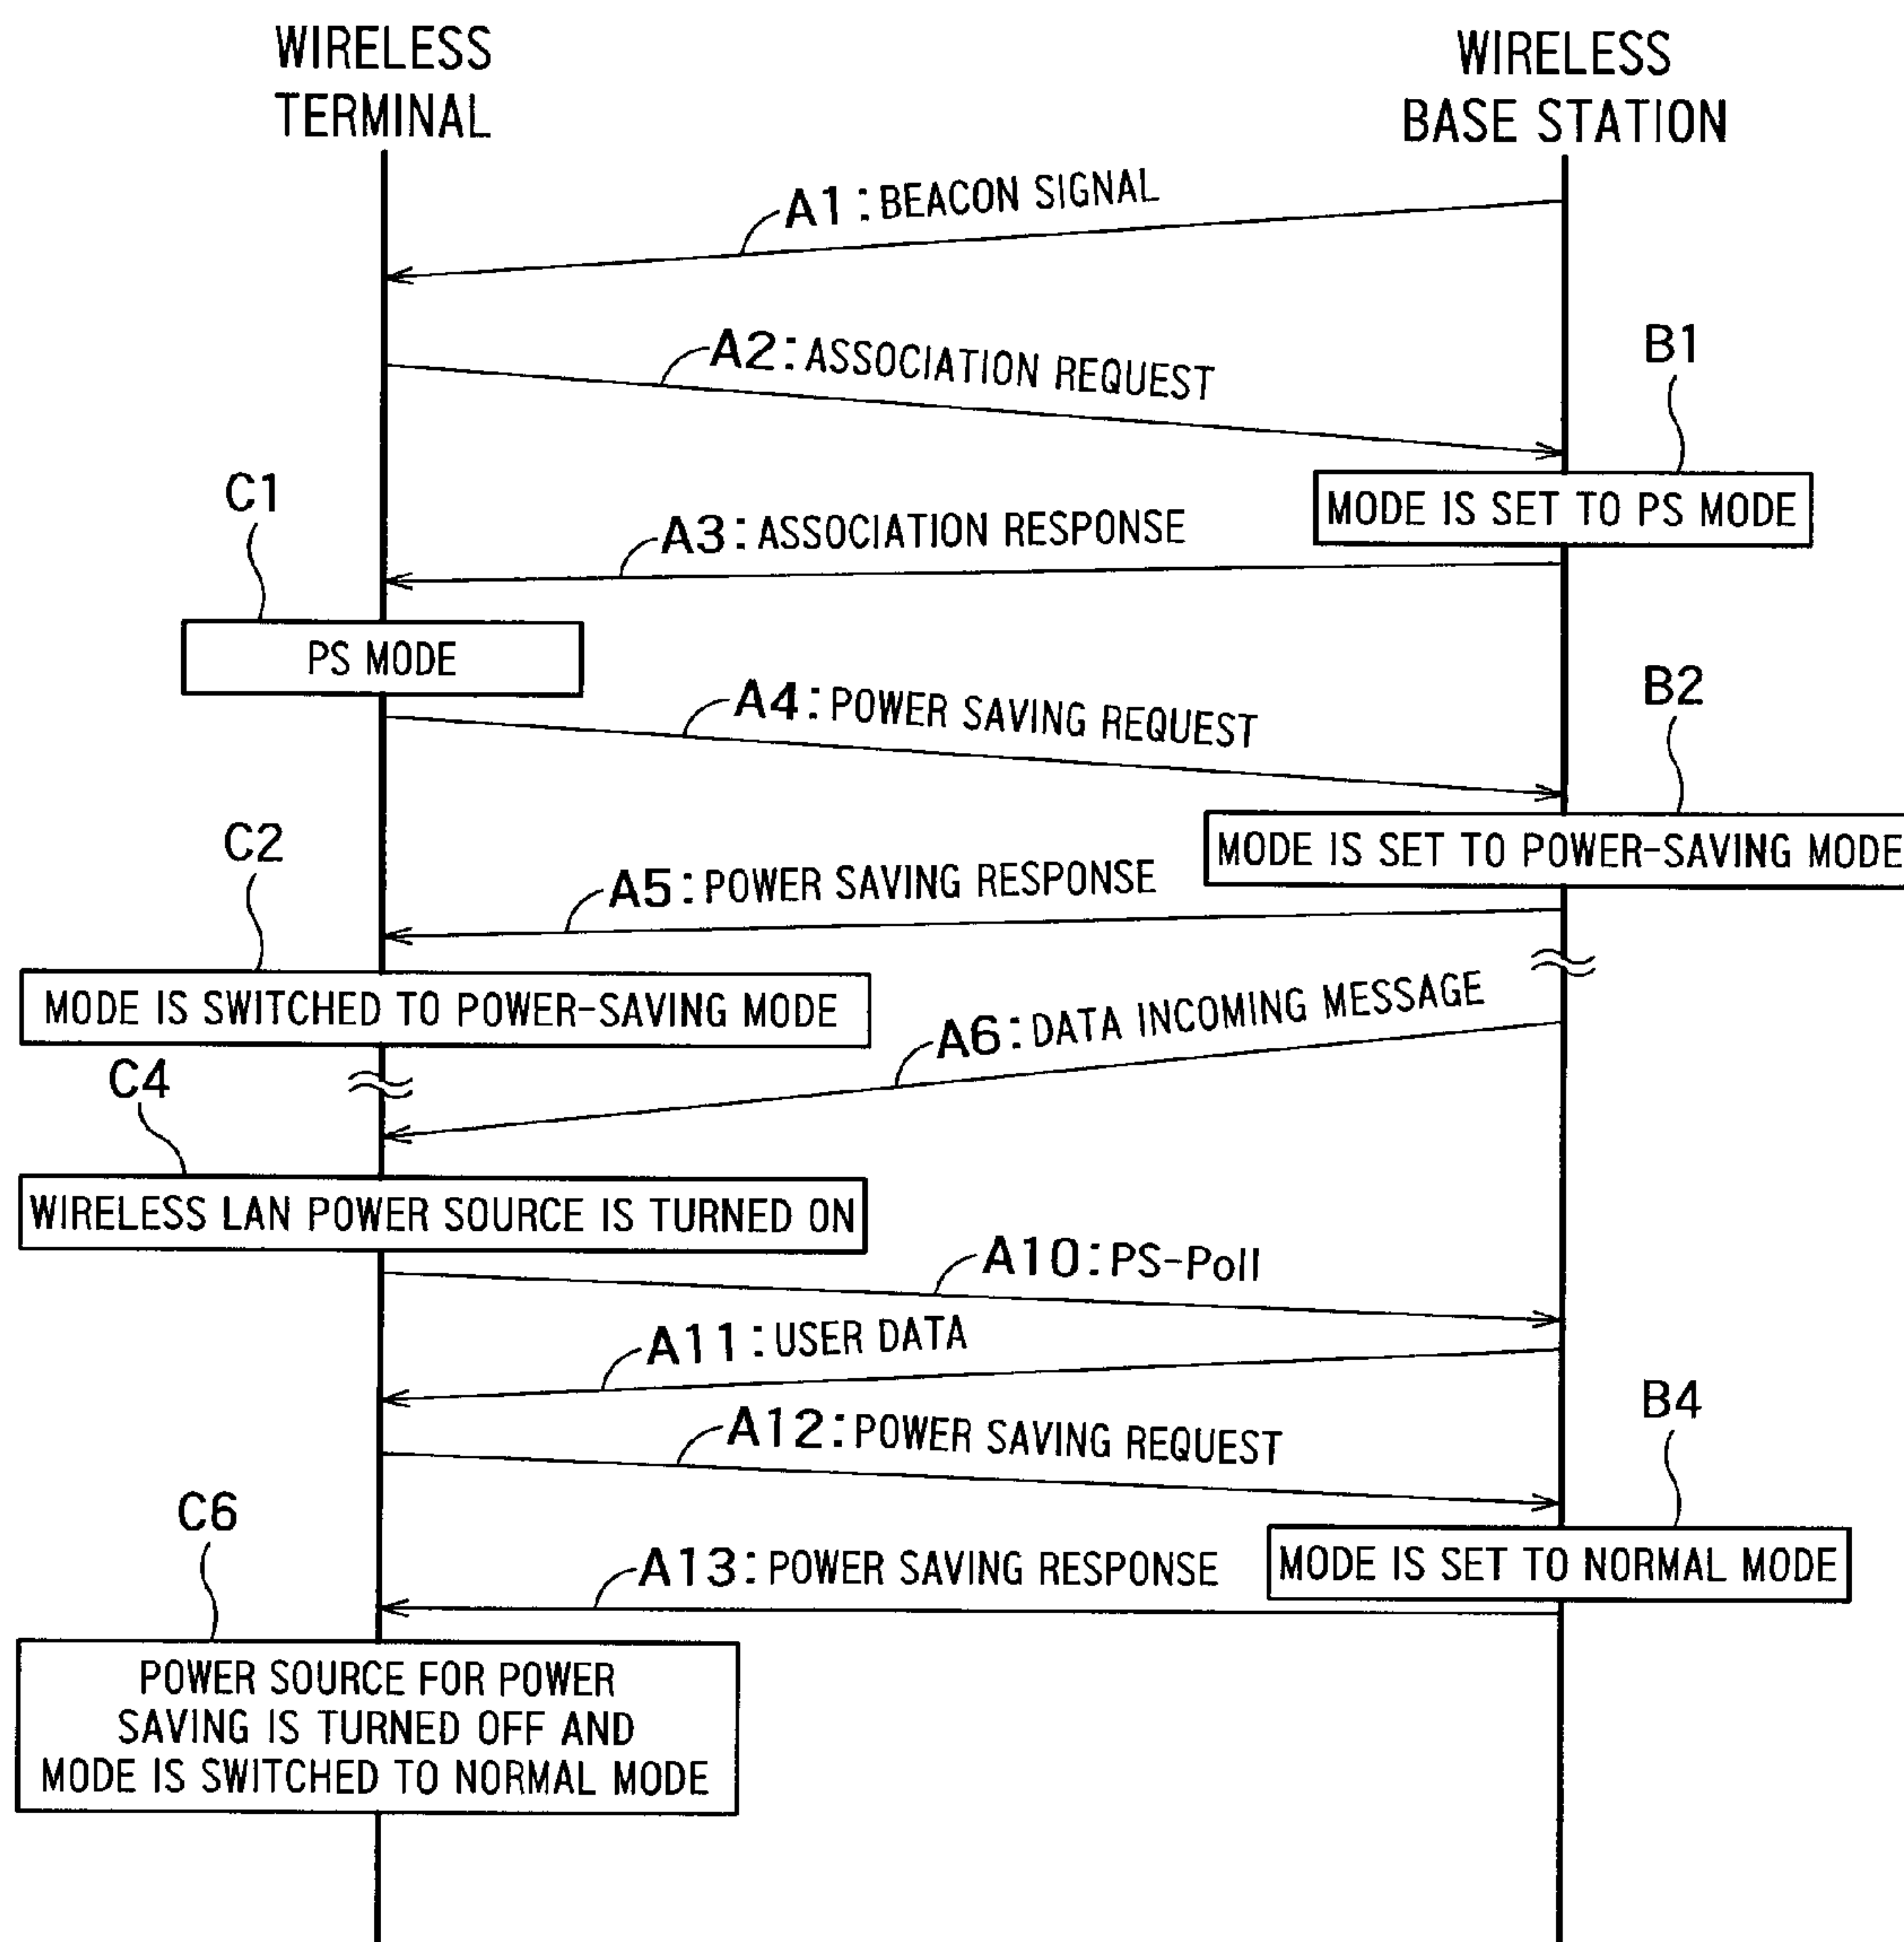 WIRELESS
TERMINAL
WIRELESS
BASE STATION
A1: BEACON SIGNAL
A2: ASSOCIATION REQUEST
B1
MODE IS SET TO PS MODE
A3: ASSOCIATION RESPONSE
C1
PS MODE
A4: POWER SAVING REQUEST
B2
MODE IS SET TO POWER-SAVING MODE
A5: POWER SAVING RESPONSE
C2
MODE IS SWITCHED TO POWER-SAVING MODE
A6: DATA INCOMING MESSAGE
C4
WIRELESS LAN POWER SOURCE IS TURNED ON
A10: PS-Poll
A11: USER DATA
A12: POWER SAVING REQUEST
B4
MODE IS SET TO NORMAL MODE
A13: POWER SAVING RESPONSE
C6
POWER SOURCE FOR POWER
SAVING IS TURNED OFF AND
MODE IS SWITCHED TO NORMAL MODE